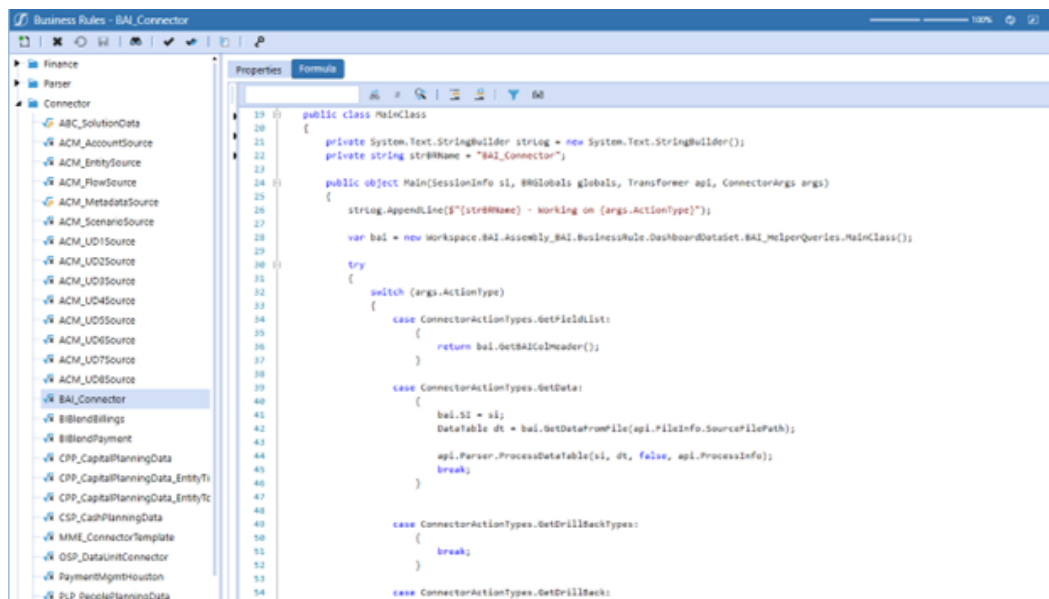 Business Rules - BAI_Connector
100%
Finance
Parser
Connector
ABC_SolutionData
ACM_AccountSource
ACM_EntitySource
ACM_FlowSource
ACM_MetadataSource
ACM_ScenarioSource
ACM_UD1Source
ACM_UD2Source
ACM_UD3Source
ACM_UD4Source
ACM_UD5Source
ACM_UD6Source
ACM_UD7Source
ACM_UD8Source
BAI_Connector
BIBlendBillings
BIBlendPayment
CPP_CapitalPlanningData
CPP_CapitalPlanningData_EntityTi
CPP_CapitalPlanningData_EntityTc
CSP_CashPlanningData
MME_ConnectorTemplate
OSP_DataUnitConnector
PaymentMgmtHouston
PLP_PeoplePlanningData
Properties Formula
19 public class MainClass
20 {
21 private System.Text.StringBuilder strLog = new System.Text.StringBuilder();
22 private string strBRName = "BAI_Connector";
23
24 public object Main(SessionInfo si, BRGlobals globals, Transformer api, ConnectorArgs args)
25 {
26 strLog.AppendLine($"{strBRName} - Working on {args.ActionType}");
27
28 var bai = new Workspace.BAI.Assembly_BAI.BusinessRule.DashboardDataSet.BAI_HelperQueries.MainClass();
29
30 try
31 {
32 switch (args.ActionType)
33 {
34 case ConnectorActionTypes.GetFieldList:
35 {
36 return bai.GetBAIColHeader();
37 }
38
39 case ConnectorActionTypes.GetData:
40 {
41 bai.SI = si;
42 DataTable dt = bai.GetDataFromFile(api.FileInfo.SourceFilePath);
43
44 api.Parser.ProcessDataTable(si, dt, false, api.ProcessInfo);
45 break;
46 }
47
48
49 case ConnectorActionTypes.GetDrillBackTypes:
50 {
51 break;
52 }
53
54 case ConnectorActionTypes.GetDrillBack: